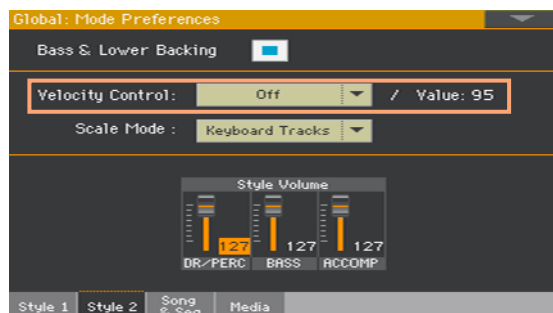 Global: Mode Preferences
Bass & Lower Backing
Velocity Control: Off / Value: 95
Scale Mode : Keyboard Tracks
Style Volume
127 127 127
DR/PERC BASS ACCOMP
Style 1 Style 2 Song & Seq Media